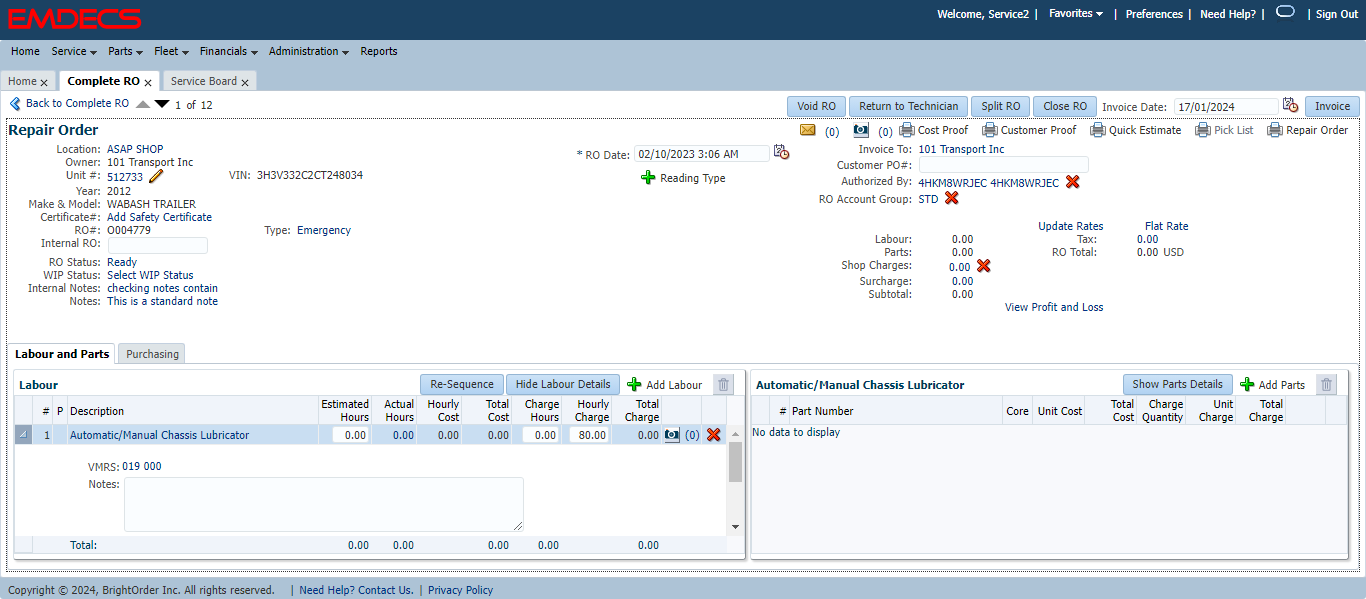 EMDECS
Welcome, Service2 | Favorites | Preferences | Need Help? | | Sign Out
Home Service Parts Fleet Financials Administration Reports
Home Complete RO Service Board
Back to Complete RO 1 of 12 Void RO Return to Technician Split RO Close RO Invoice Date: 17/01/2024 Invoice
Repair Order (0) (0) Cost Proof Customer Proof Quick Estimate Pick List Repair Order
Location: ASAP SHOP
Owner: 101 Transport Inc
Unit #: 512733 VIN: 3H3V332C2CT248034
Year: 2012
Make & Model: WABASH TRAILER
Certificate#: Add Safety Certificate
RO#: O004779 Type: Emergency
Internal RO:
RO Status: Ready
WIP Status: Select WIP Status
Internal Notes: checking notes contain
Notes: This is a standard note
* RO Date: 02/10/2023 3:06 AM
Reading Type
Invoice To: 101 Transport Inc
Customer PO#:
Authorized By: 4HKM8WRJEC 4HKM8WRJEC
RO Account Group: STD
Update Rates Flat Rate
Labour: 0.00 Tax: 0.00
Parts: 0.00 RO Total: 0.00 USD
Shop Charges: 0.00
Surcharge: 0.00
Subtotal: 0.00
View Profit and Loss
Labour and Parts Purchasing
Labour Re-Sequence Hide Labour Details Add Labour
# P Description Estimated Hours Actual Hours Hourly Cost Total Cost Charge Hours Hourly Charge Total Charge
1 Automatic/Manual Chassis Lubricator 0.00 0.00 0.00 0.00 0.00 80.00 0.00 (0)
VMRS: 019 000
Notes:
Total: 0.00 0.00 0.00 0.00 0.00
Automatic/Manual Chassis Lubricator Show Parts Details Add Parts
# Part Number Core Unit Cost Total Cost Charge Quantity Unit Charge Total Charge
No data to display
Copyright © 2024, BrightOrder Inc. All rights reserved. | Need Help? Contact Us. | Privacy Policy